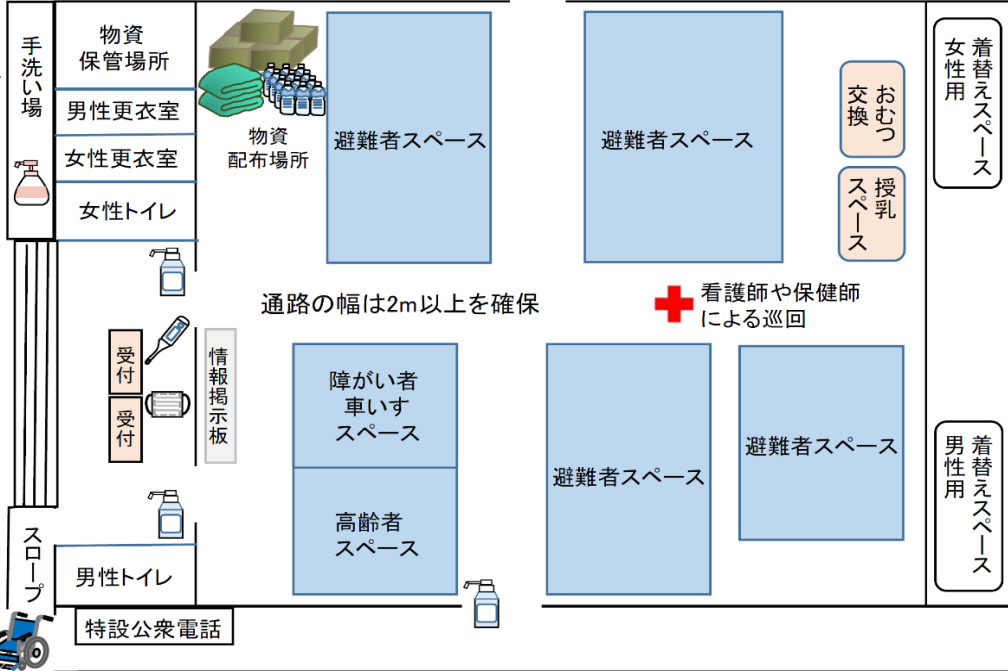 手洗い場
物資
保管場所
男性更衣室
女性更衣室
女性トイレ
物資
配布場所
避難者スペース
避難者スペース
おむつ
交換
授乳
スペース
着替えスペース
女性用
通路の幅は2m以上を確保
看護師や保健師
による巡回
受付
受付
情報掲示板
障がい者
車いす
スペース
高齢者
スペース
避難者スペース
避難者スペース
着替えスペース
男性用
スロープ
男性トイレ
特設公衆電話